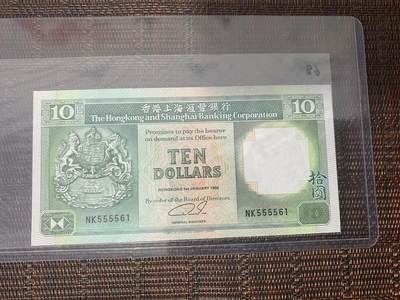 10 香港上海滙豐銀行 10
The Hongkong and Shanghai Banking Corporation
Promises to pay the bearer
on demand at its Office here
TEN
DOLLARS
拾
圓
HONGKONG 1st JANUARY
By order of the Board of Directors
NK555561 NK555561
GENERAL MANAGER